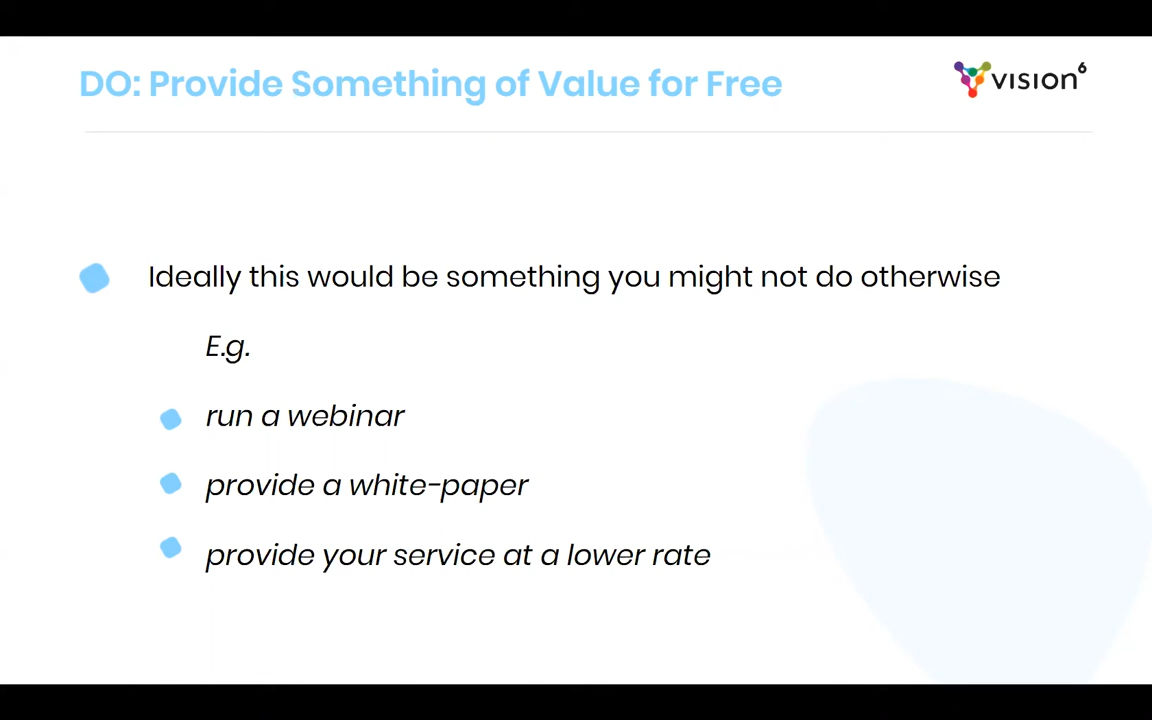 DO: Provide Something of Value for Free
vision6
Ideally this would be something you might not do otherwise
E.g.
run a webinar
provide a white-paper
provide your service at a lower rate